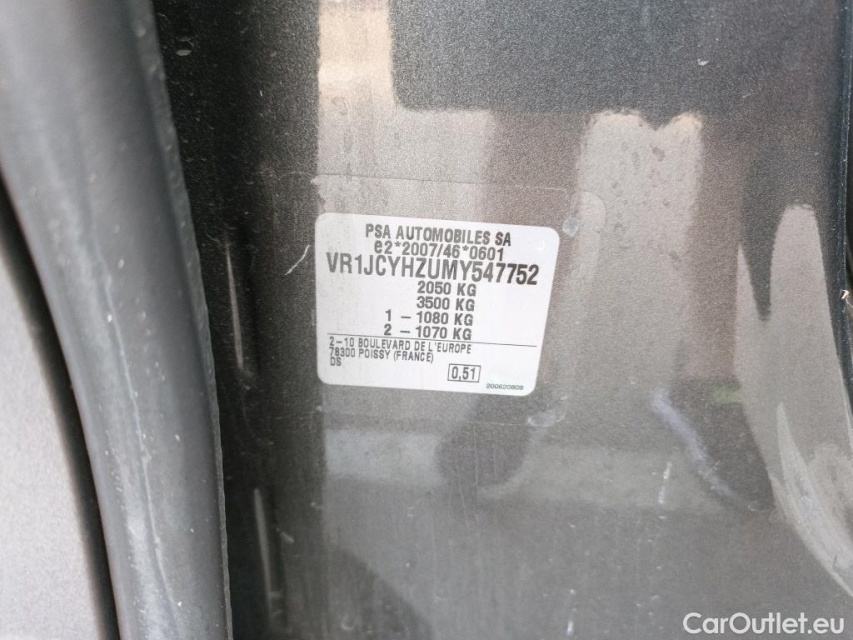 PSA AUTOMOBILES SA
e2*2007/46*0601
VR1JCYHZUMY547752
2050 KG
3500 KG
1 - 1080 KG
2 - 1070 KG
2-10 BOULEVARD DE L'EUROPE
78300 POISSY (FRANCE)
DS
0,51
200620809
CarOutlet.eu